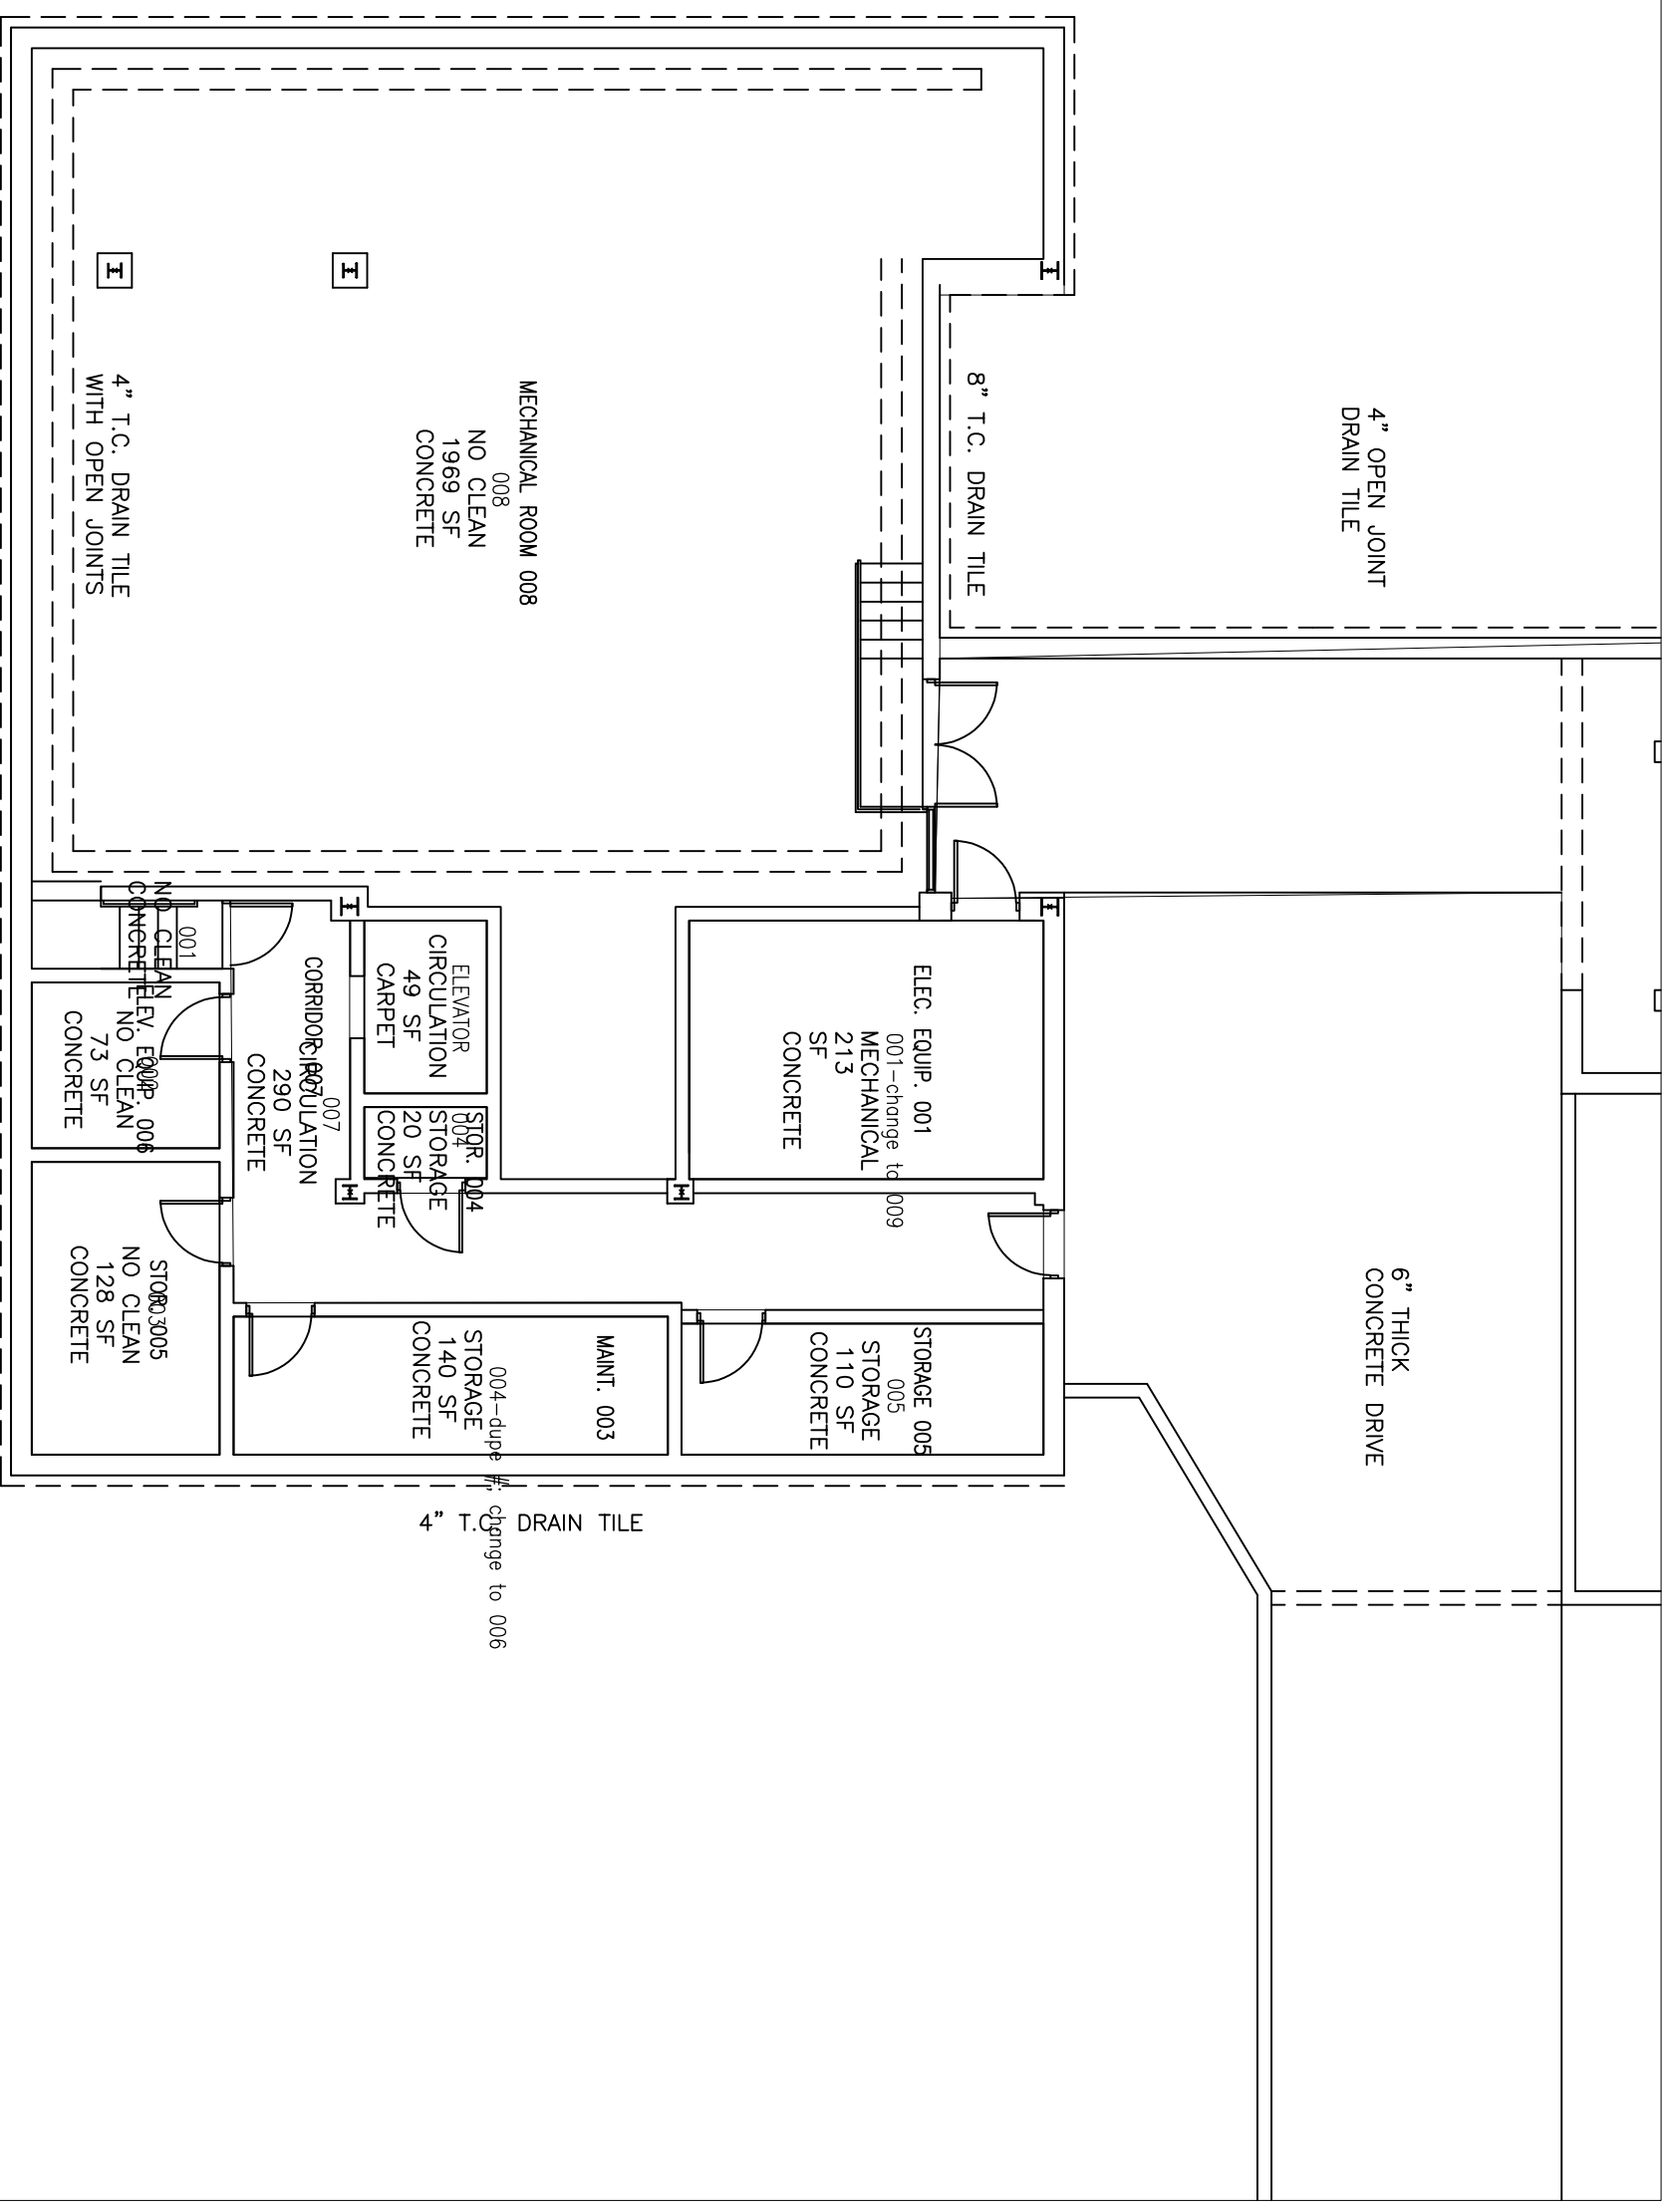 4" OPEN JOINT
DRAIN TILE
8" T.C. DRAIN TILE
MECHANICAL ROOM 008
008
NO CLEAN
1969 SF
CONCRETE
4" T.C. DRAIN TILE
WITH OPEN JOINTS
6" THICK
CONCRETE DRIVE
ELEC. EQUIP. 001
001-change to 009
MECHANICAL
213
SF
CONCRETE
ELEVATOR
CIRCULATION
49 SF
CARPET
STOR. 004
004
STORAGE
20 SF
CONCRETE
007
CORRIDOR 007
CIRCULATION
290 SF
CONCRETE
001
NO CLEAN
CONCRETE
ELEV. EQUIP. 006
NO CLEAN
73 SF
CONCRETE
STOR. 005
003
NO CLEAN
128 SF
CONCRETE
MAINT. 003
004-dupe #; change to 006
STORAGE
140 SF
CONCRETE
STORAGE 005
005
STORAGE
110 SF
CONCRETE
4" T.C. DRAIN TILE